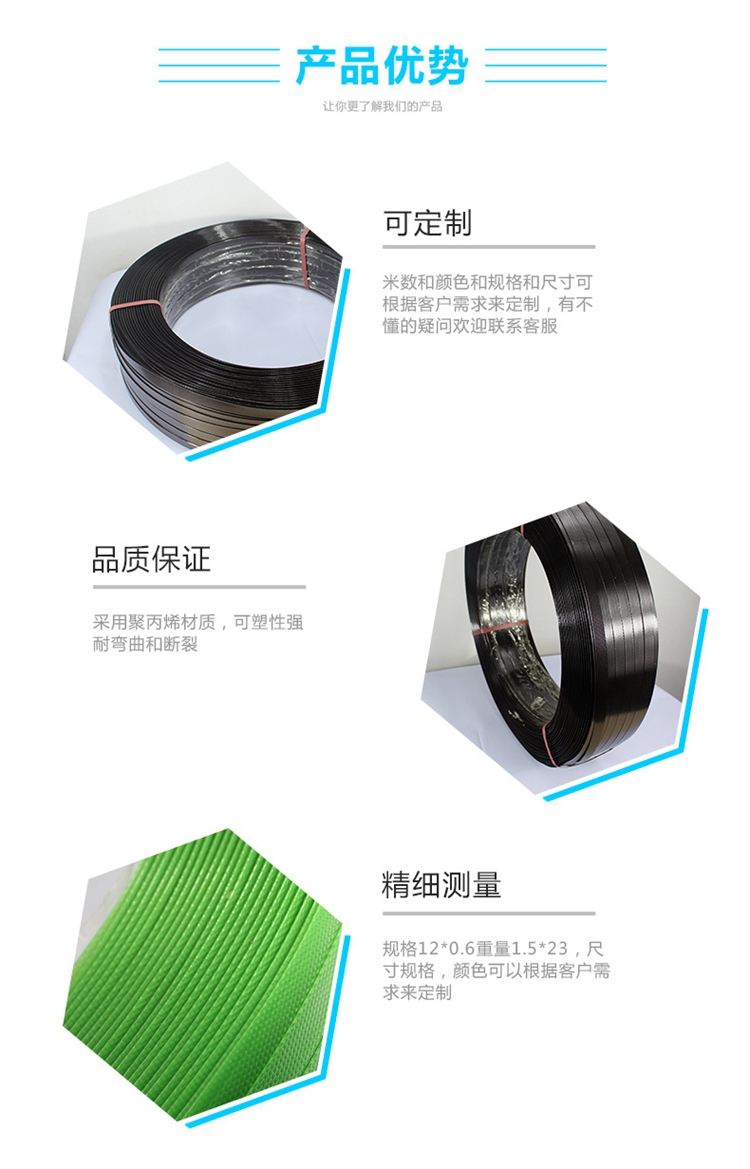 产品优势
让你更了解我们的产品
可定制
米数和颜色和规格和尺寸可
根据客户需求来定制，有不
懂的疑问欢迎联系客服
品质保证
采用聚丙烯材质，可塑性强
耐弯曲和断裂
精细测量
规格12*0.6重量1.5*23，尺
寸规格，颜色可以根据客户需
求来定制